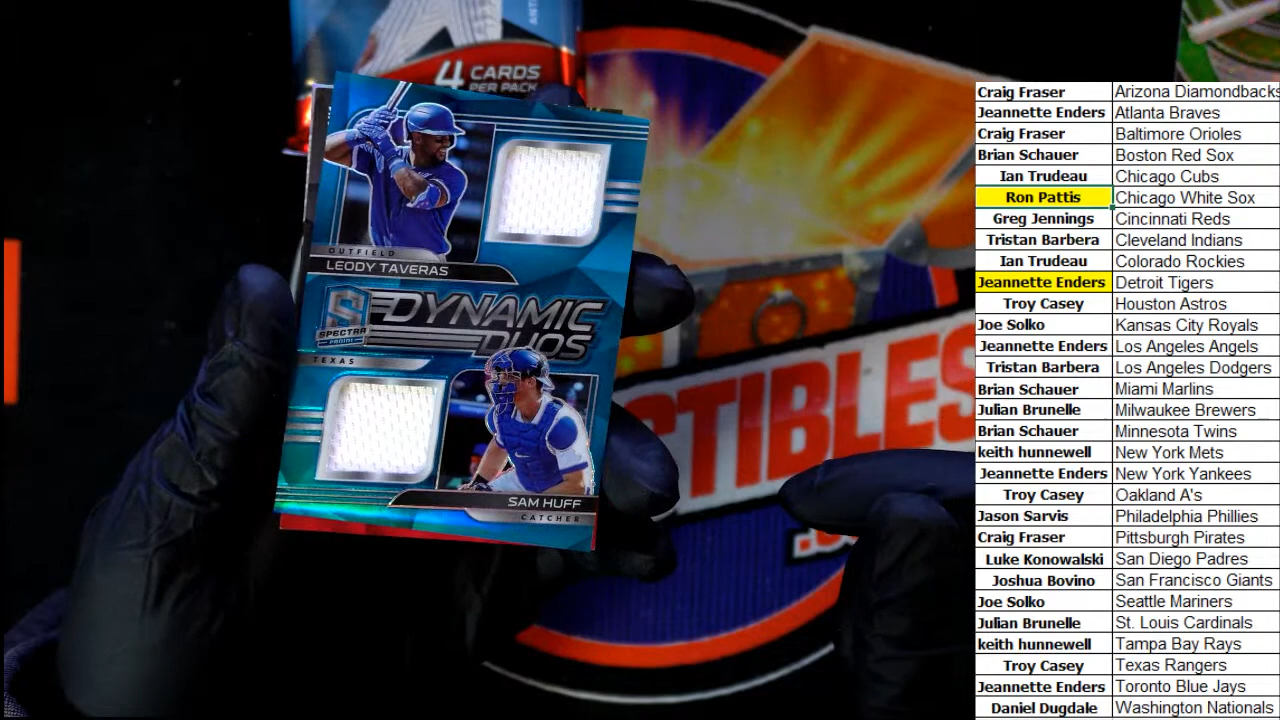 4 CARDS
PER PACK
OUTFIELD
LEODY TAVERAS
SPECTRA
PANINI
DYNAMIC
DUOS
TEXAS
SAM HUFF
CATCHER
CTIBLES
Craig Fraser Arizona Diamondbacks
Jeannette Enders Atlanta Braves
Craig Fraser Baltimore Orioles
Brian Schauer Boston Red Sox
Ian Trudeau Chicago Cubs
Ron Pattis Chicago White Sox
Greg Jennings Cincinnati Reds
Tristan Barbera Cleveland Indians
Ian Trudeau Colorado Rockies
Jeannette Enders Detroit Tigers
Troy Casey Houston Astros
Joe Solko Kansas City Royals
Jeannette Enders Los Angeles Angels
Tristan Barbera Los Angeles Dodgers
Brian Schauer Miami Marlins
Julian Brunelle Milwaukee Brewers
Brian Schauer Minnesota Twins
keith hunnewell New York Mets
Jeannette Enders New York Yankees
Troy Casey Oakland A's
Jason Sarvis Philadelphia Phillies
Craig Fraser Pittsburgh Pirates
Luke Konowalski San Diego Padres
Joshua Bovino San Francisco Giants
Joe Solko Seattle Mariners
Julian Brunelle St. Louis Cardinals
keith hunnewell Tampa Bay Rays
Troy Casey Texas Rangers
Jeannette Enders Toronto Blue Jays
Daniel Dugdale Washington Nationals